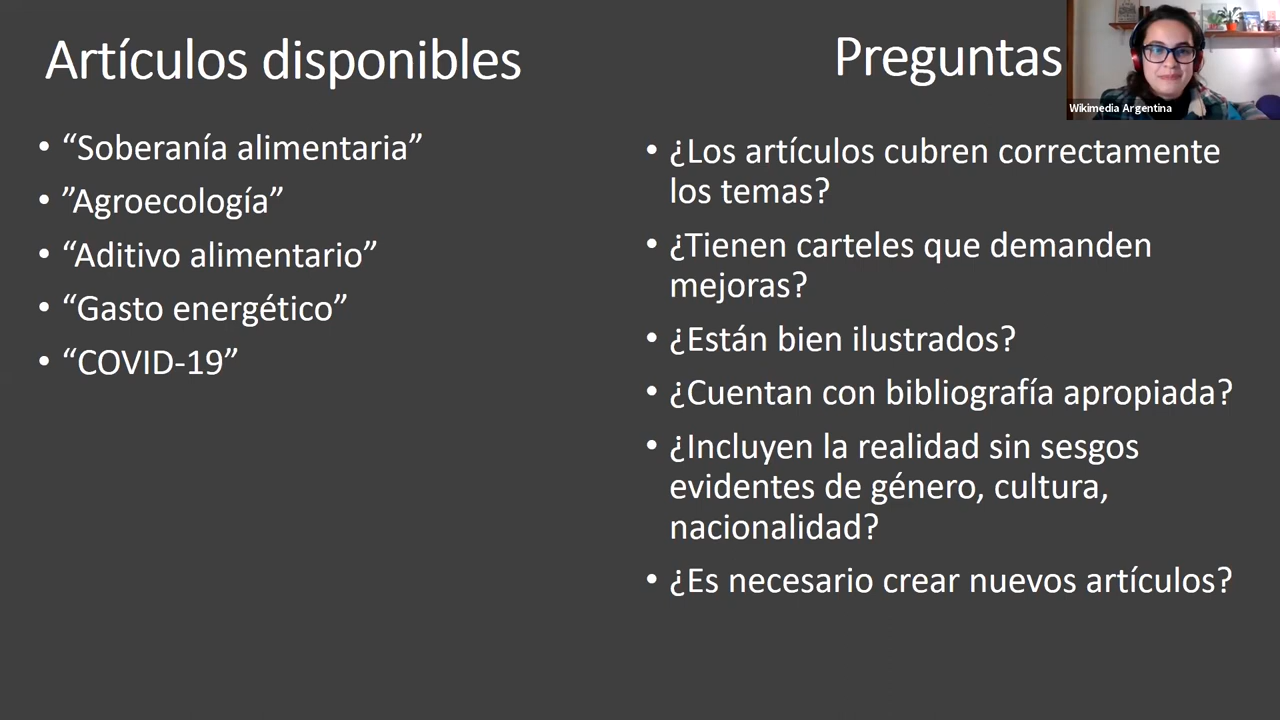 Artículos disponibles
• “Soberanía alimentaria”
• ”Agroecología”
• “Aditivo alimentario”
• “Gasto energético”
• “COVID-19”
Preguntas
Wikimedia Argentina
• ¿Los artículos cubren correctamente
los temas?
• ¿Tienen carteles que demanden
mejoras?
• ¿Están bien ilustrados?
• ¿Cuentan con bibliografía apropiada?
• ¿Incluyen la realidad sin sesgos
evidentes de género, cultura,
nacionalidad?
• ¿Es necesario crear nuevos artículos?